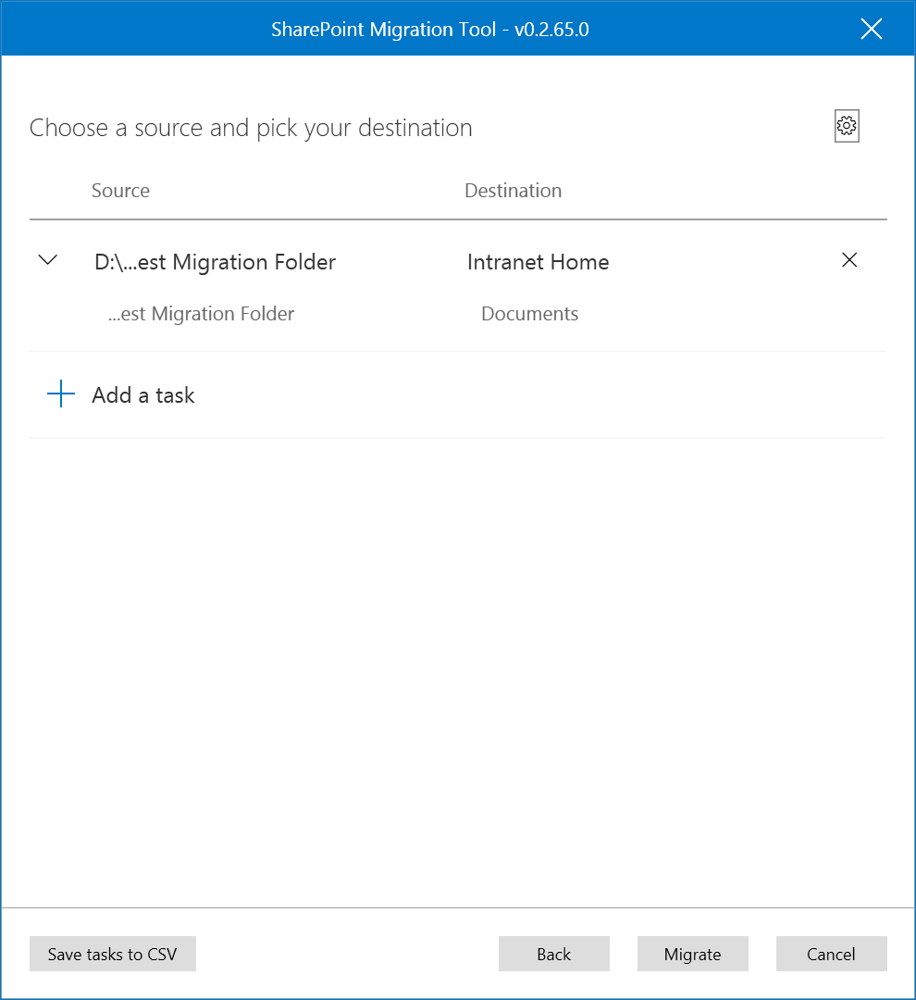 SharePoint Migration Tool - v0.2.65.0
Choose a source and pick your destination
Source Destination
D:\...est Migration Folder Intranet Home
...est Migration Folder Documents
Add a task
Save tasks to CSV Back Migrate Cancel